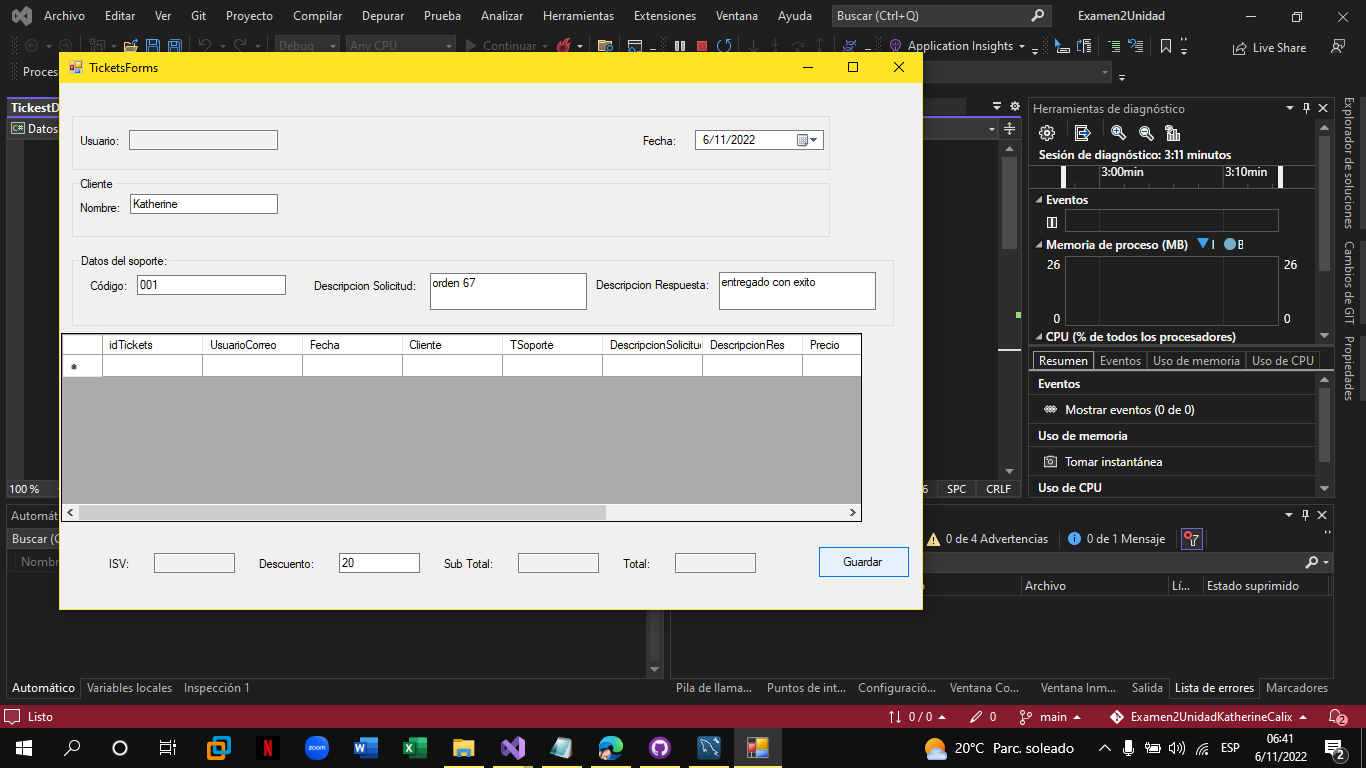 Archivo Editar Ver Git Proyecto Compilar Depurar Prueba Analizar Herramientas Extensiones Ventana Ayuda Buscar (Ctrl+Q) Examen2Unidad
Debug Any CPU Continuar Application Insights Live Share
Proces
TicketsForms
TickestD
Datos
Usuario:
Fecha: 6/11/2022
Cliente
Nombre: Katherine
Datos del soporte:
Código: 001
Descripcion Solicitud: orden 67
Descripcion Respuesta: entregado con exito
idTickets UsuarioCorreo Fecha Cliente TSoporte DescripcionSolicitu DescripcionRes Precio
ISV: Descuento: 20 Sub Total: Total: Guardar
Herramientas de diagnóstico
Sesión de diagnóstico: 3:11 minutos
3:00min 3:10min
Eventos
Memoria de proceso (MB) I B
26 26
0 0
CPU (% de todos los procesadores)
Resumen Eventos Uso de memoria Uso de CPU
Eventos
Mostrar eventos (0 de 0)
Uso de memoria
Tomar instantánea
Uso de CPU
Explorador de soluciones
Cambios de GIT
Propiedades
100 % 6 SPC CRLF
Automát
Buscar (C
Nombr
0 de 4 Advertencias 0 de 1 Mensaje
Archivo Lí... Estado suprimido
Automático Variables locales Inspección 1
Pila de llama... Puntos de int... Configuració... Ventana Co... Ventana Inm... Salida Lista de errores Marcadores
Listo 0 / 0 0 main Examen2UnidadKatherineCalix 2
zoom 20°C Parc. soleado ESP 06:41
6/11/2022 2